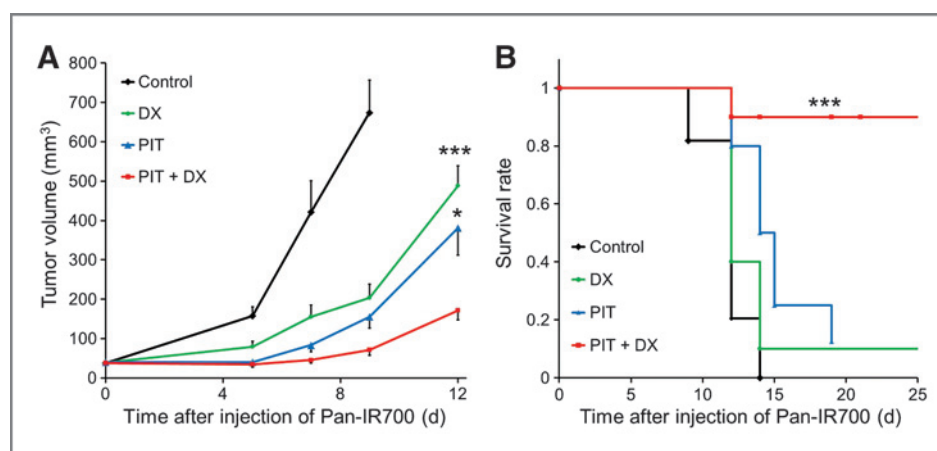 A
Tumor volume (mm³)
800
700
600
500
400
300
200
100
0
Control
DX
PIT
PIT + DX
***
*
0
4
8
12
Time after injection of Pan-IR700 (d)
B
Survival rate
1
0.8
0.6
0.4
0.2
0
***
Control
DX
PIT
PIT + DX
0
5
10
15
20
25
Time after injection of Pan-IR700 (d)